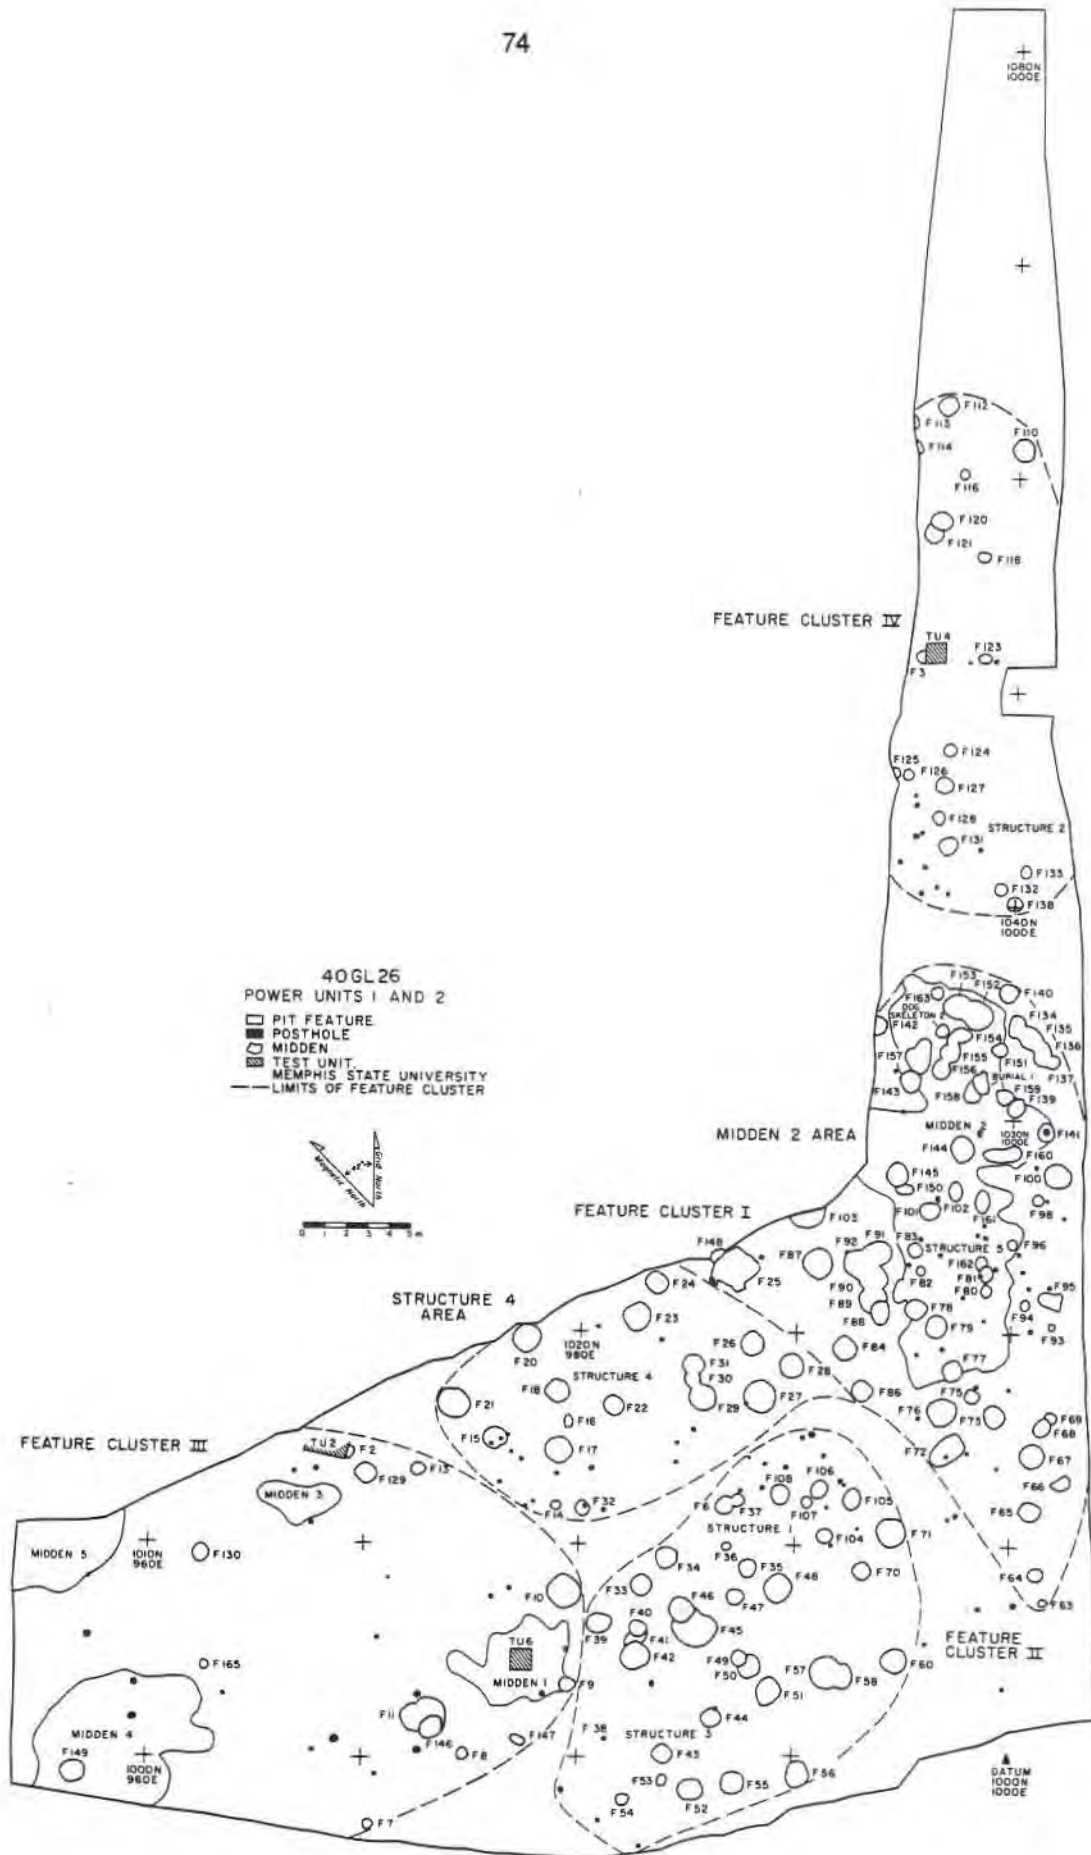 74
1080N
1000E
F112
F113
F110
F114
F116
F120
F121
F118
FEATURE CLUSTER IV
TU4
F123
F3
F124
F125
F126
F127
F128
STRUCTURE 2
F131
F133
F132
F138
1040N
1000E
40GL26
POWER UNITS 1 AND 2
PIT FEATURE
POSTHOLE
MIDDEN
TEST UNIT,
MEMPHIS STATE UNIVERSITY
LIMITS OF FEATURE CLUSTER
Magnetic North
Grid North
0 1 2 3 4 5 m
F153
F152
F163
F140
DOG
SKELETON 2
F134
F142
F135
F154
F136
F157
F155
F151
F156
F137
BURIAL 1
F143
F158
F159
F139
MIDDEN 2 AREA
MIDDEN 2
1030N
1000E
F141
F144
F160
F145
F100
F150
F102
F98
F101
F161
FEATURE CLUSTER I
F103
F148
F87
F92
F91
F83
STRUCTURE 5
F96
F24
F25
F162
F82
F81
F90
F80
F95
STRUCTURE 4
AREA
F23
F89
F78
F94
F88
F79
F93
1020N
980E
F26
F84
F20
F31
F28
F77
F18
STRUCTURE 4
F30
F21
F22
F29
F27
F86
F75
F16
F76
F73
F69
F68
FEATURE CLUSTER III
TU2
F2
F15
F17
F72
F67
F13
F129
F108
F106
F66
MIDDEN 3
F14
F32
F6
F37
F107
F105
F65
STRUCTURE 1
F104
F71
MIDDEN 5
1010N
960E
F130
F36
F34
F35
F70
F64
F10
F33
F48
F46
F47
F63
F40
F39
F45
F41
TU6
F42
F49
F57
F60
FEATURE
CLUSTER II
F165
F50
MIDDEN 1
F9
F51
F58
F11
F44
MIDDEN 4
F38
STRUCTURE 3
F146
F147
F149
1000N
960E
F8
F43
DATUM
1000N
1000E
F53
F55
F56
F54
F52
F7